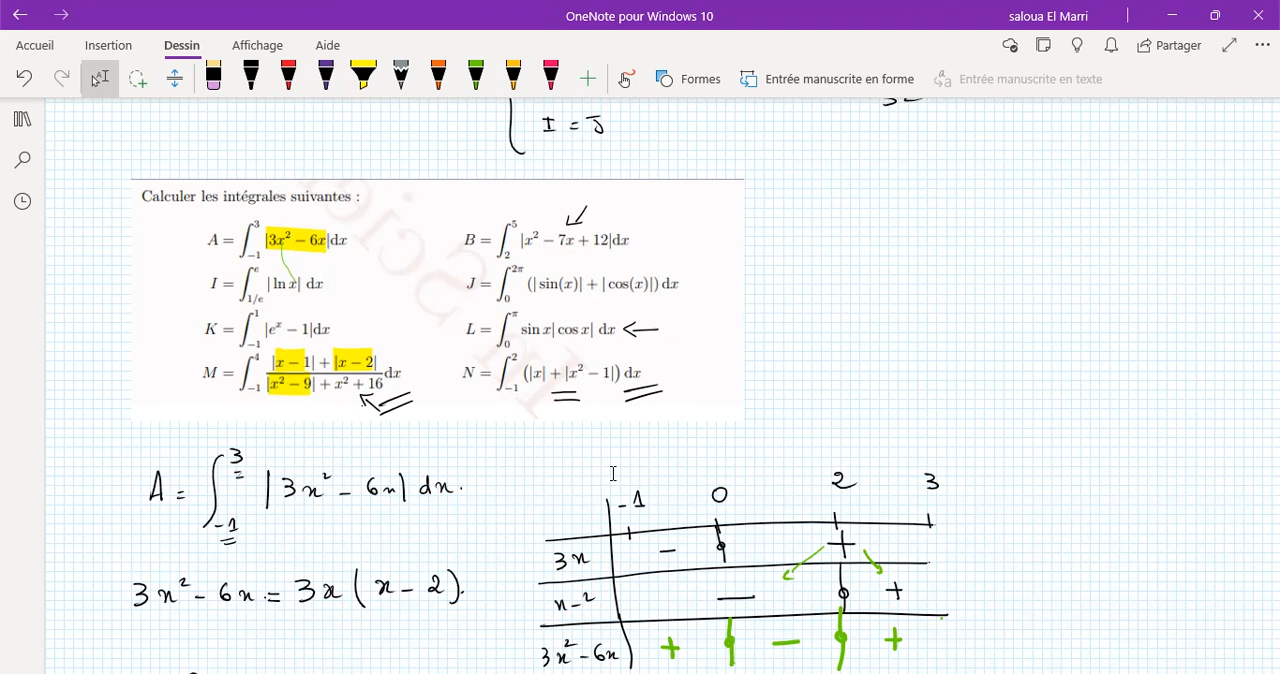 OneNote pour Windows 10
saloua El Marri
Accueil Insertion Dessin Affichage Aide
Partager
Formes Entrée manuscrite en forme Entrée manuscrite en texte
I = J
Calculer les intégrales suivantes :
A = ∫_{-1}^{3} |3x² − 6x|dx
B = ∫_{2}^{5} |x² − 7x + 12|dx
I = ∫_{1/e}^{e} | ln x| dx
J = ∫_{0}^{2π} (| sin(x)| + | cos(x)|) dx
K = ∫_{-1}^{1} |eˣ − 1|dx
L = ∫_{0}^{π} sin x| cos x| dx
M = ∫_{-1}^{4} (|x − 1| + |x − 2|)/(|x² − 9| + x² + 16) dx
N = ∫_{-1}^{2} (|x| + |x² − 1|) dx
A = ∫_{-1}^{3} |3x² − 6x| dx.
3x² − 6x = 3x (x − 2).
-1 0 2 3
3x − +
x-2 — +
3x² − 6x + − +